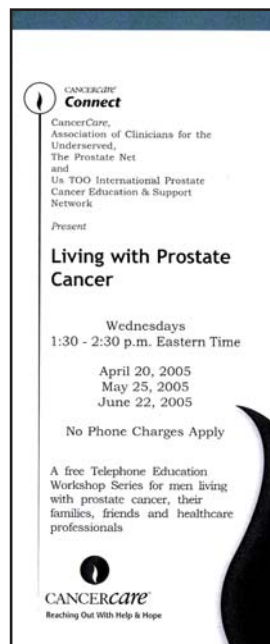 CANCERcare
Connect
CancerCare,
Association of Clinicians for the
Underserved,
The Prostate Net
and
Us TOO International Prostate
Cancer Education & Support
Network
Present
Living with Prostate
Cancer
Wednesdays
1:30 - 2:30 p.m. Eastern Time
April 20, 2005
May 25, 2005
June 22, 2005
No Phone Charges Apply
A free Telephone Education
Workshop Series for men living
with prostate cancer, their
families, friends and healthcare
professionals
CANCERcare
Reaching Out With Help & Hope